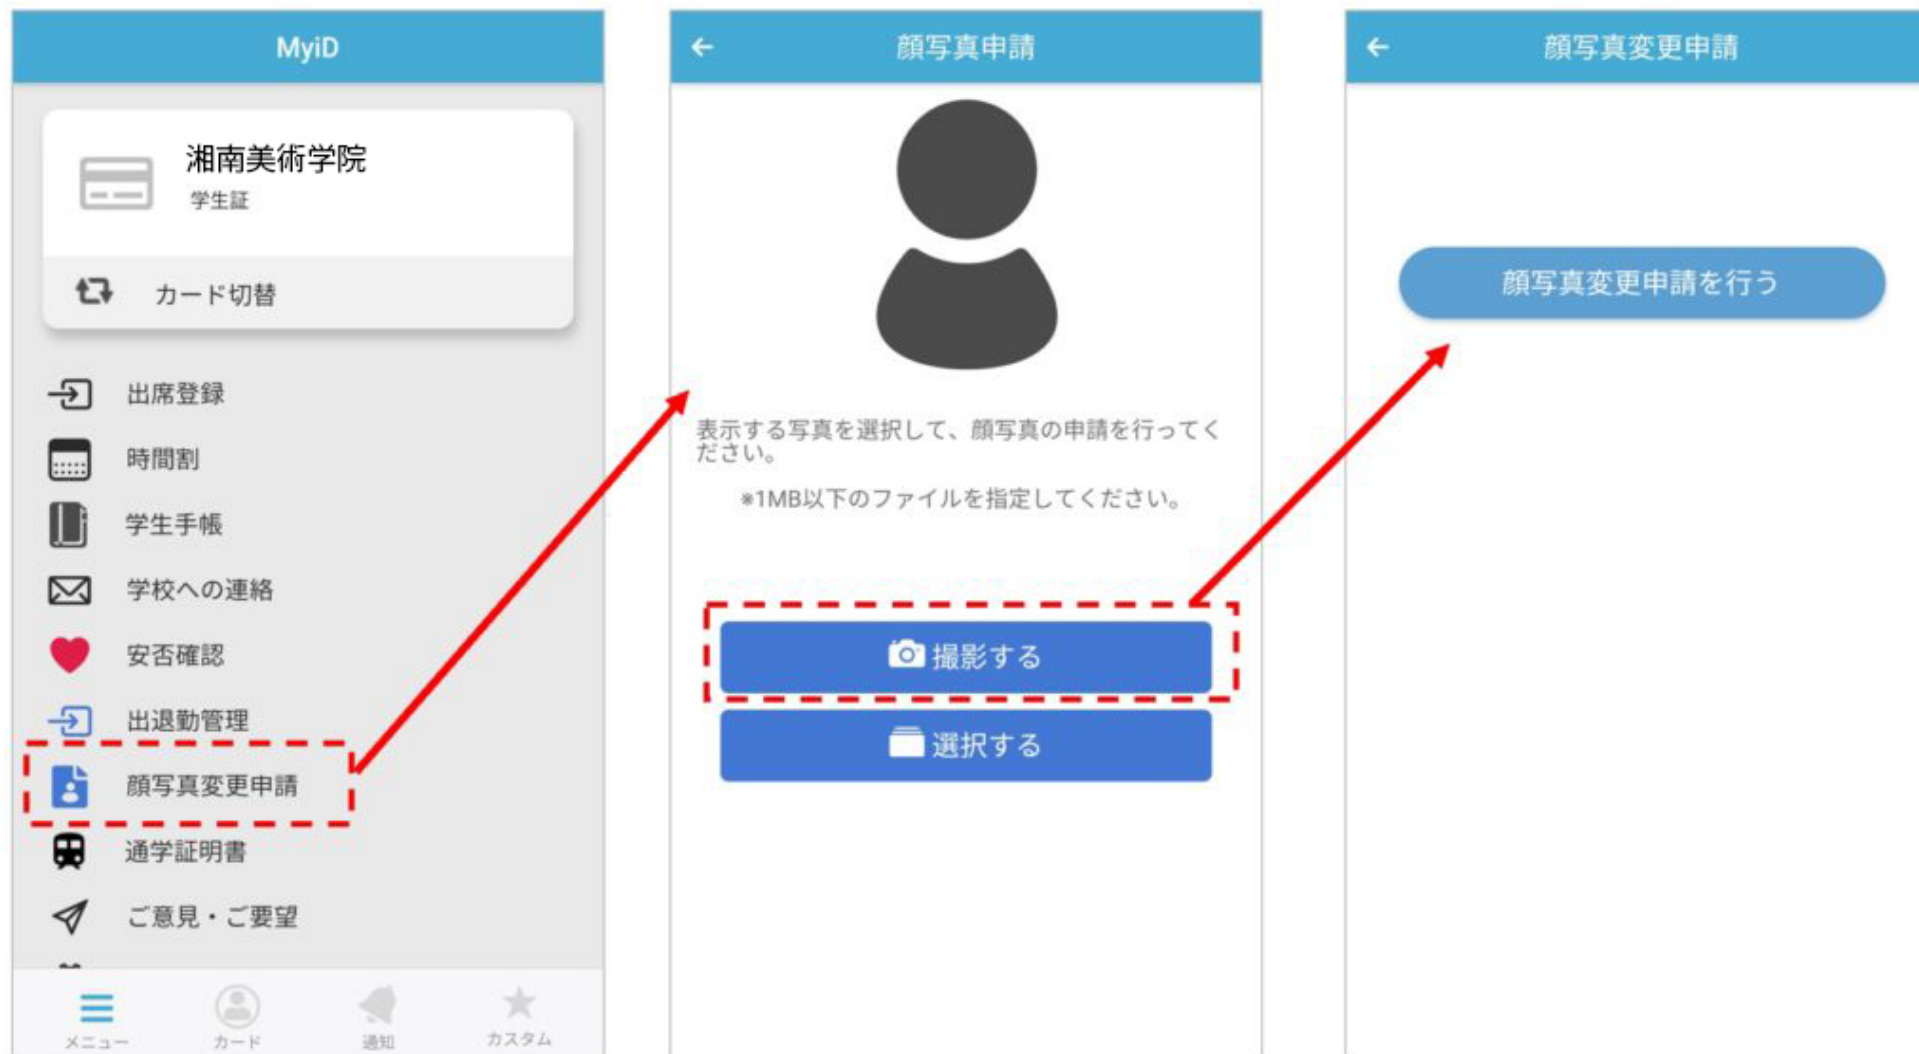 MyiD
湘南美術学院
学生証
カード切替
出席登録
時間割
学生手帳
学校への連絡
安否確認
出退勤管理
顔写真変更申請
通学証明書
ご意見・ご要望
メニュー
カード
通知
カスタム
顔写真申請
表示する写真を選択して、顔写真の申請を行ってく
ださい。
※1MB以下のファイルを指定してください。
撮影する
選択する
顔写真変更申請
顔写真変更申請を行う